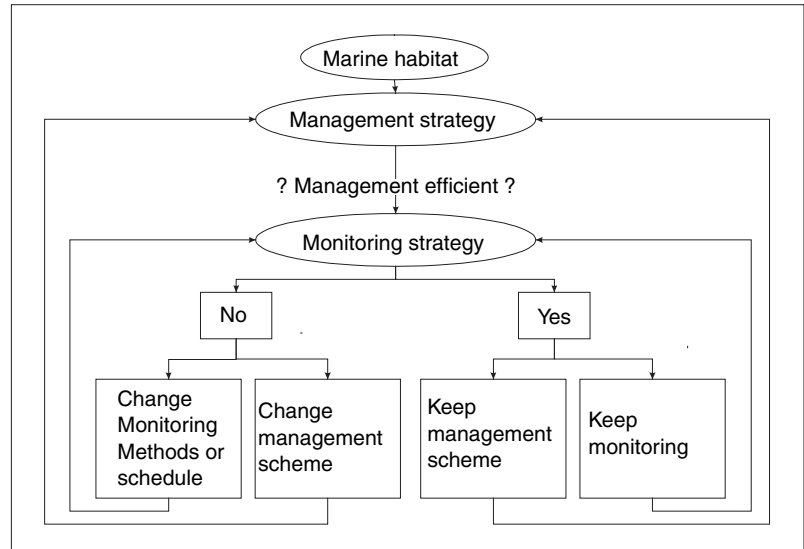 Marine habitat
Management strategy
? Management efficient ?
Monitoring strategy
No
Yes
Change
Monitoring
Methods or
schedule
Change
management
scheme
Keep
management
scheme
Keep
monitoring